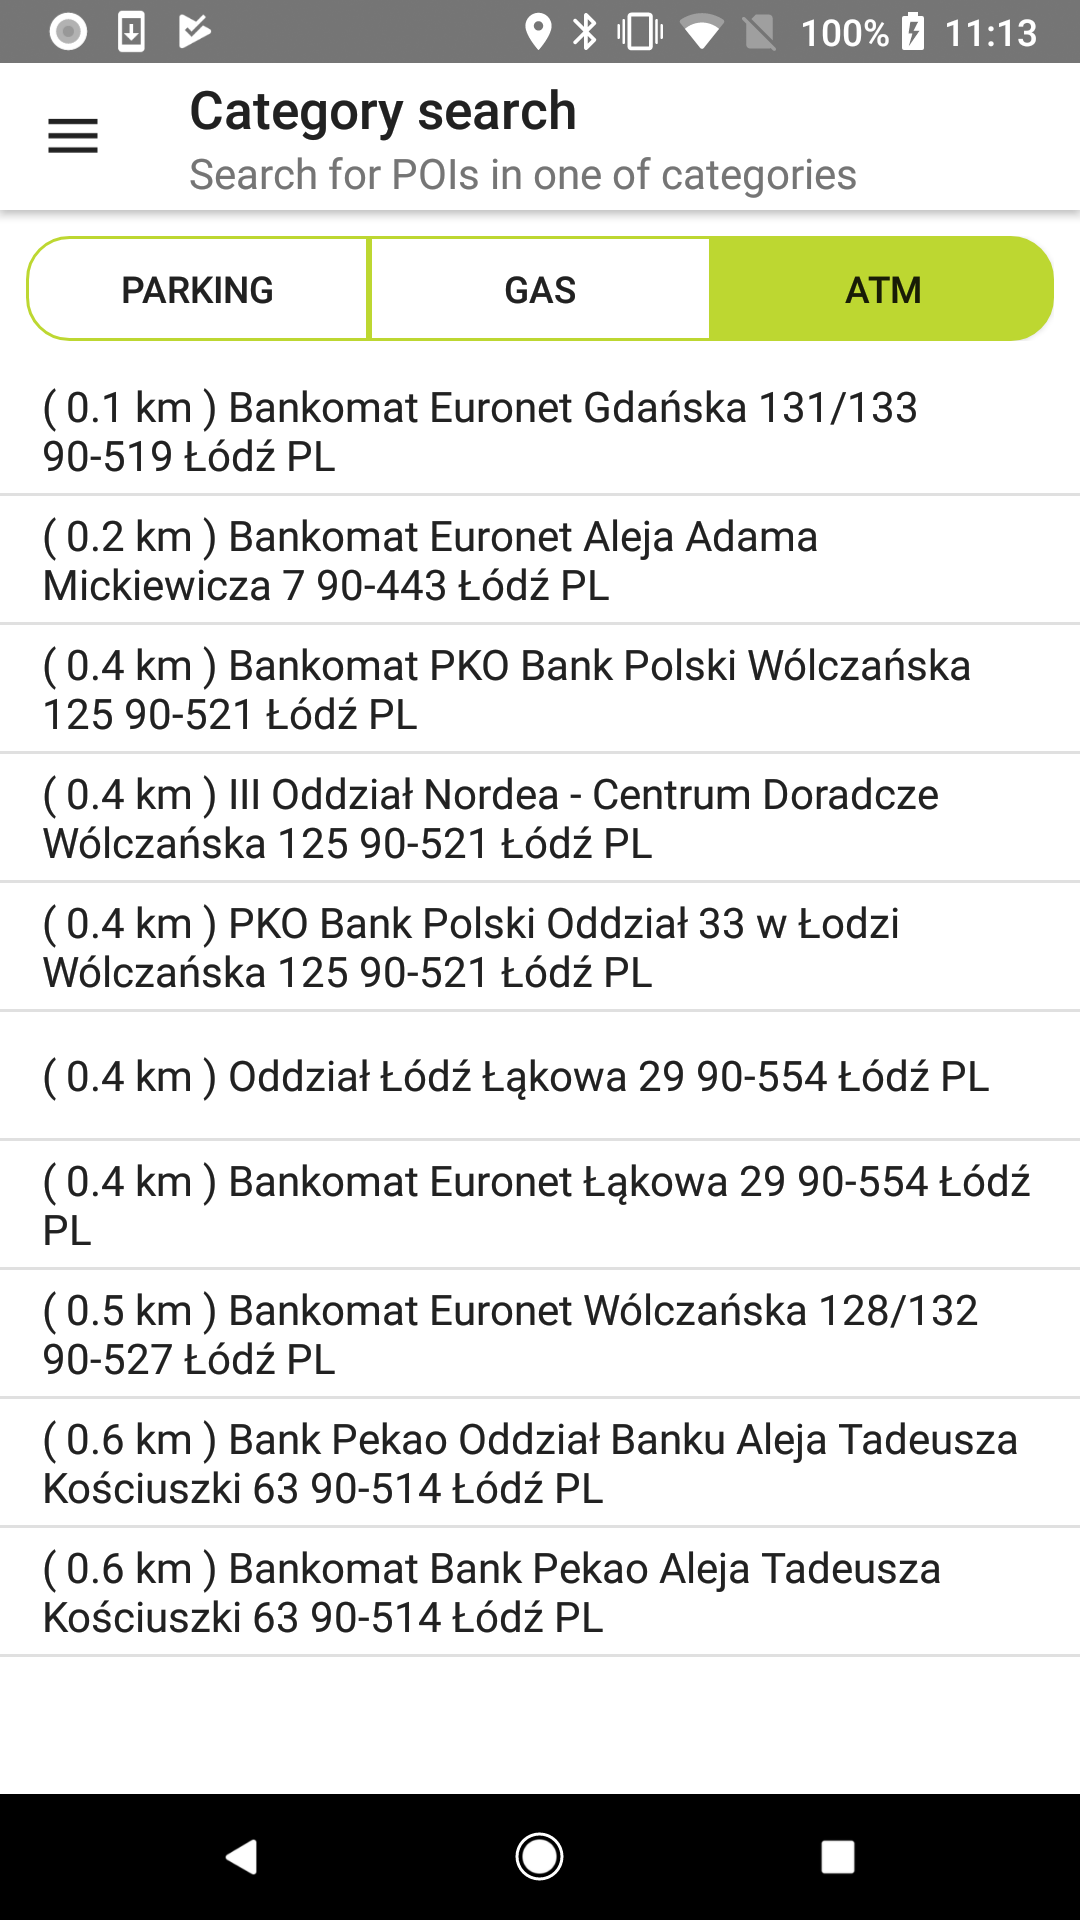 100% 11:13
Category search
Search for POIs in one of categories
PARKING GAS ATM
( 0.1 km ) Bankomat Euronet Gdańska 131/133
90-519 Łódź PL
( 0.2 km ) Bankomat Euronet Aleja Adama
Mickiewicza 7 90-443 Łódź PL
( 0.4 km ) Bankomat PKO Bank Polski Wólczańska
125 90-521 Łódź PL
( 0.4 km ) III Oddział Nordea - Centrum Doradcze
Wólczańska 125 90-521 Łódź PL
( 0.4 km ) PKO Bank Polski Oddział 33 w Łodzi
Wólczańska 125 90-521 Łódź PL
( 0.4 km ) Oddział Łódź Łąkowa 29 90-554 Łódź PL
( 0.4 km ) Bankomat Euronet Łąkowa 29 90-554 Łódź
PL
( 0.5 km ) Bankomat Euronet Wólczańska 128/132
90-527 Łódź PL
( 0.6 km ) Bank Pekao Oddział Banku Aleja Tadeusza
Kościuszki 63 90-514 Łódź PL
( 0.6 km ) Bankomat Bank Pekao Aleja Tadeusza
Kościuszki 63 90-514 Łódź PL